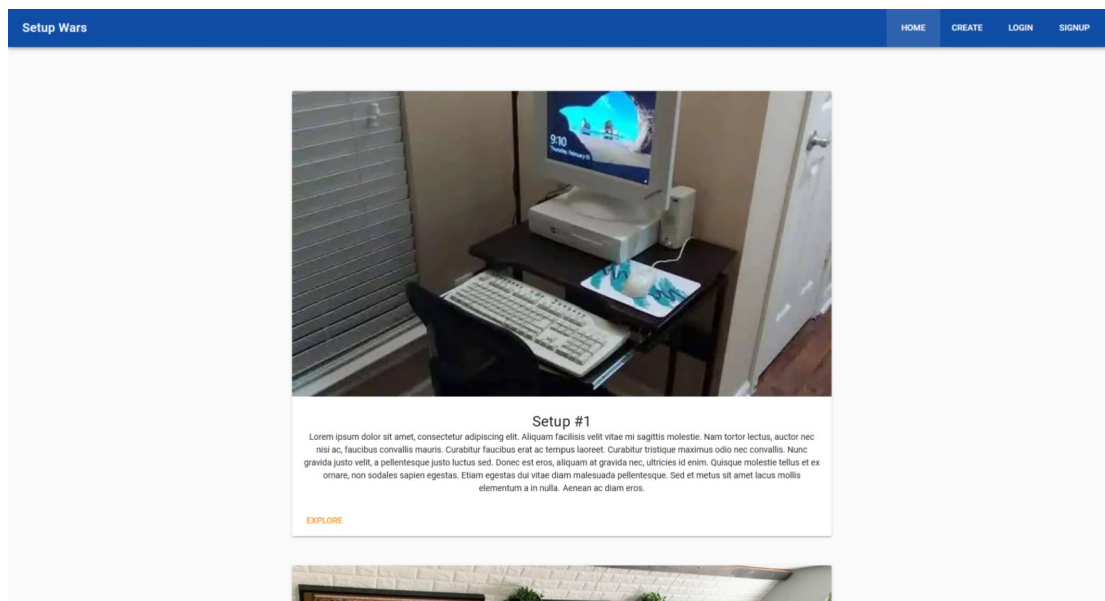 Setup Wars
HOME CREATE LOGIN SIGNUP
9:10
Thursday, February
Setup #1
Lorem ipsum dolor sit amet, consectetur adipiscing elit. Aliquam facilisis velit vitae mi sagittis molestie. Nam tortor lectus, auctor nec
nisi ac, faucibus convallis mauris. Curabitur faucibus erat ac tempus laoreet. Curabitur tristique maximus odio nec convallis. Nunc
gravida justo velit, a pellentesque justo luctus sed. Donec est eros, aliquam at gravida nec, ultricies id enim. Quisque molestie tellus et ex
ornare, non sodales sapien egestas. Etiam egestas dui vitae diam malesuada pellentesque. Sed et metus sit amet lacus mollis
elementum a in nulla. Aenean ac diam eros.
EXPLORE